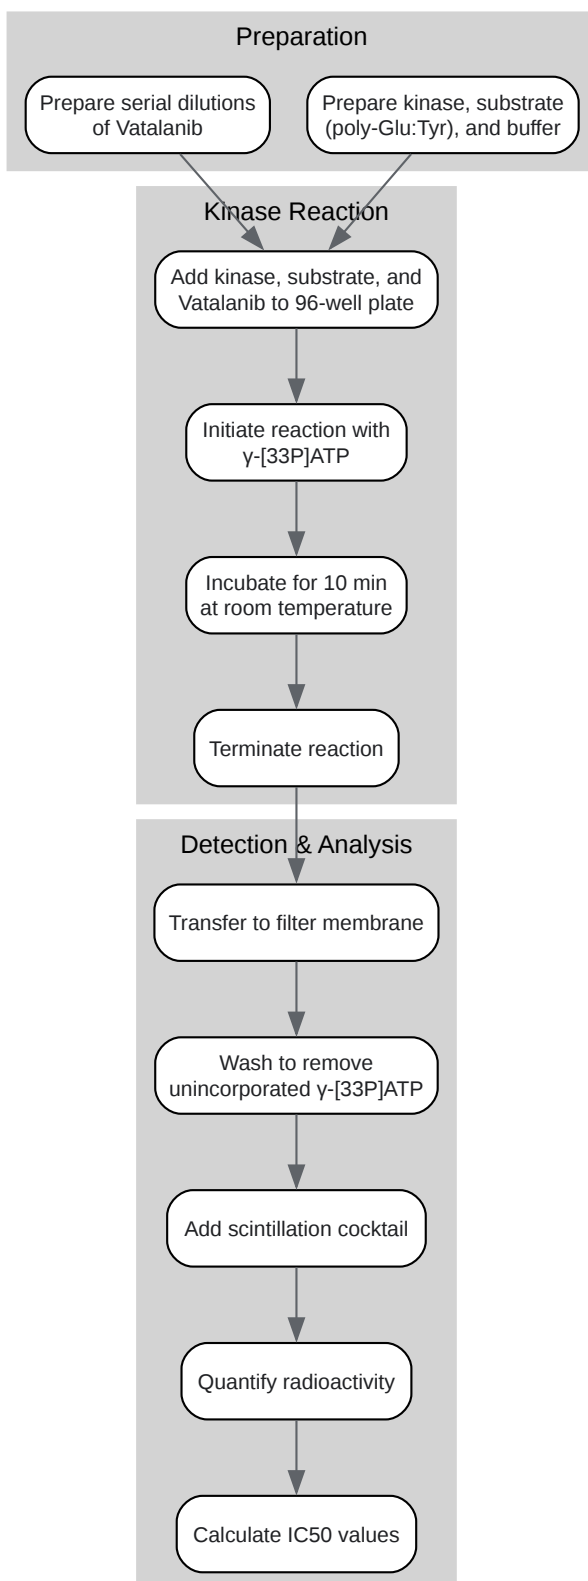 Preparation
Prepare serial dilutions
of Vatalanib
Prepare kinase, substrate
(poly-Glu:Tyr), and buffer
Kinase Reaction
Add kinase, substrate, and
Vatalanib to 96-well plate
Initiate reaction with
γ-[33P]ATP
Incubate for 10 min
at room temperature
Terminate reaction
Detection & Analysis
Transfer to filter membrane
Wash to remove
unincorporated γ-[33P]ATP
Add scintillation cocktail
Quantify radioactivity
Calculate IC50 values